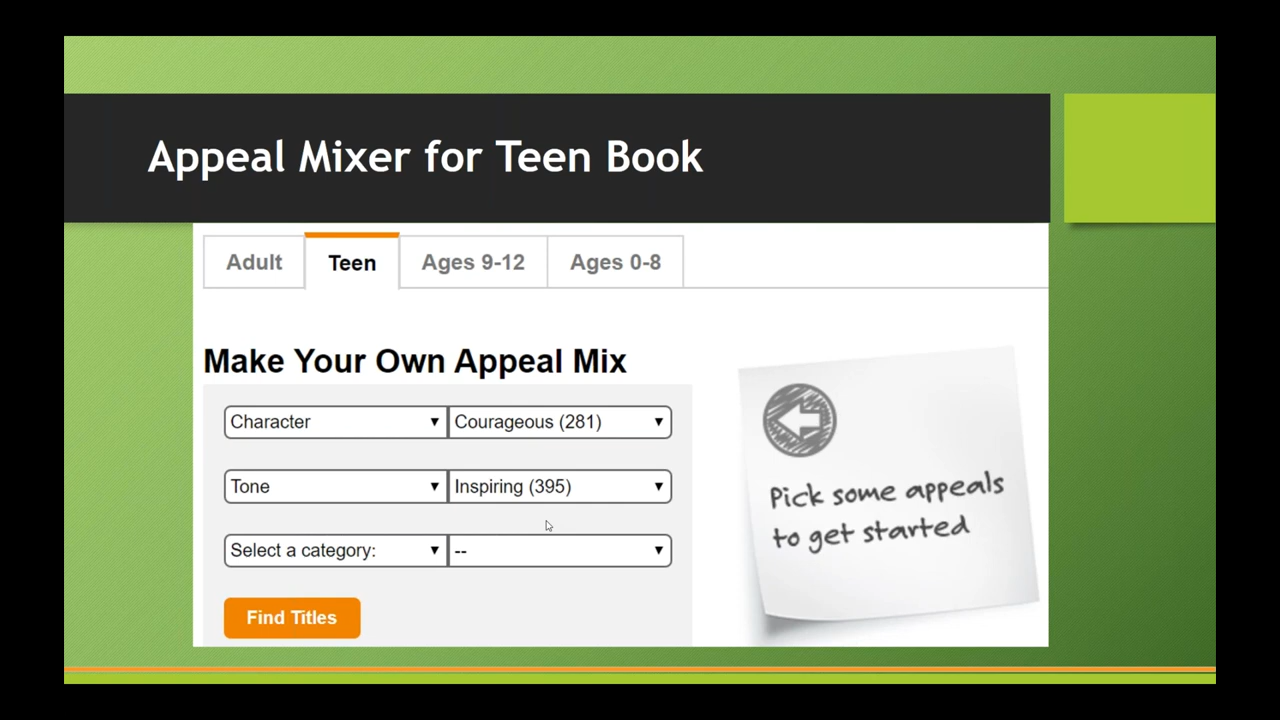 Appeal Mixer for Teen Book
Adult Teen Ages 9-12 Ages 0-8
Make Your Own Appeal Mix
Character Courageous (281)
Tone Inspiring (395)
Select a category: --
Find Titles
Pick some appeals
to get started